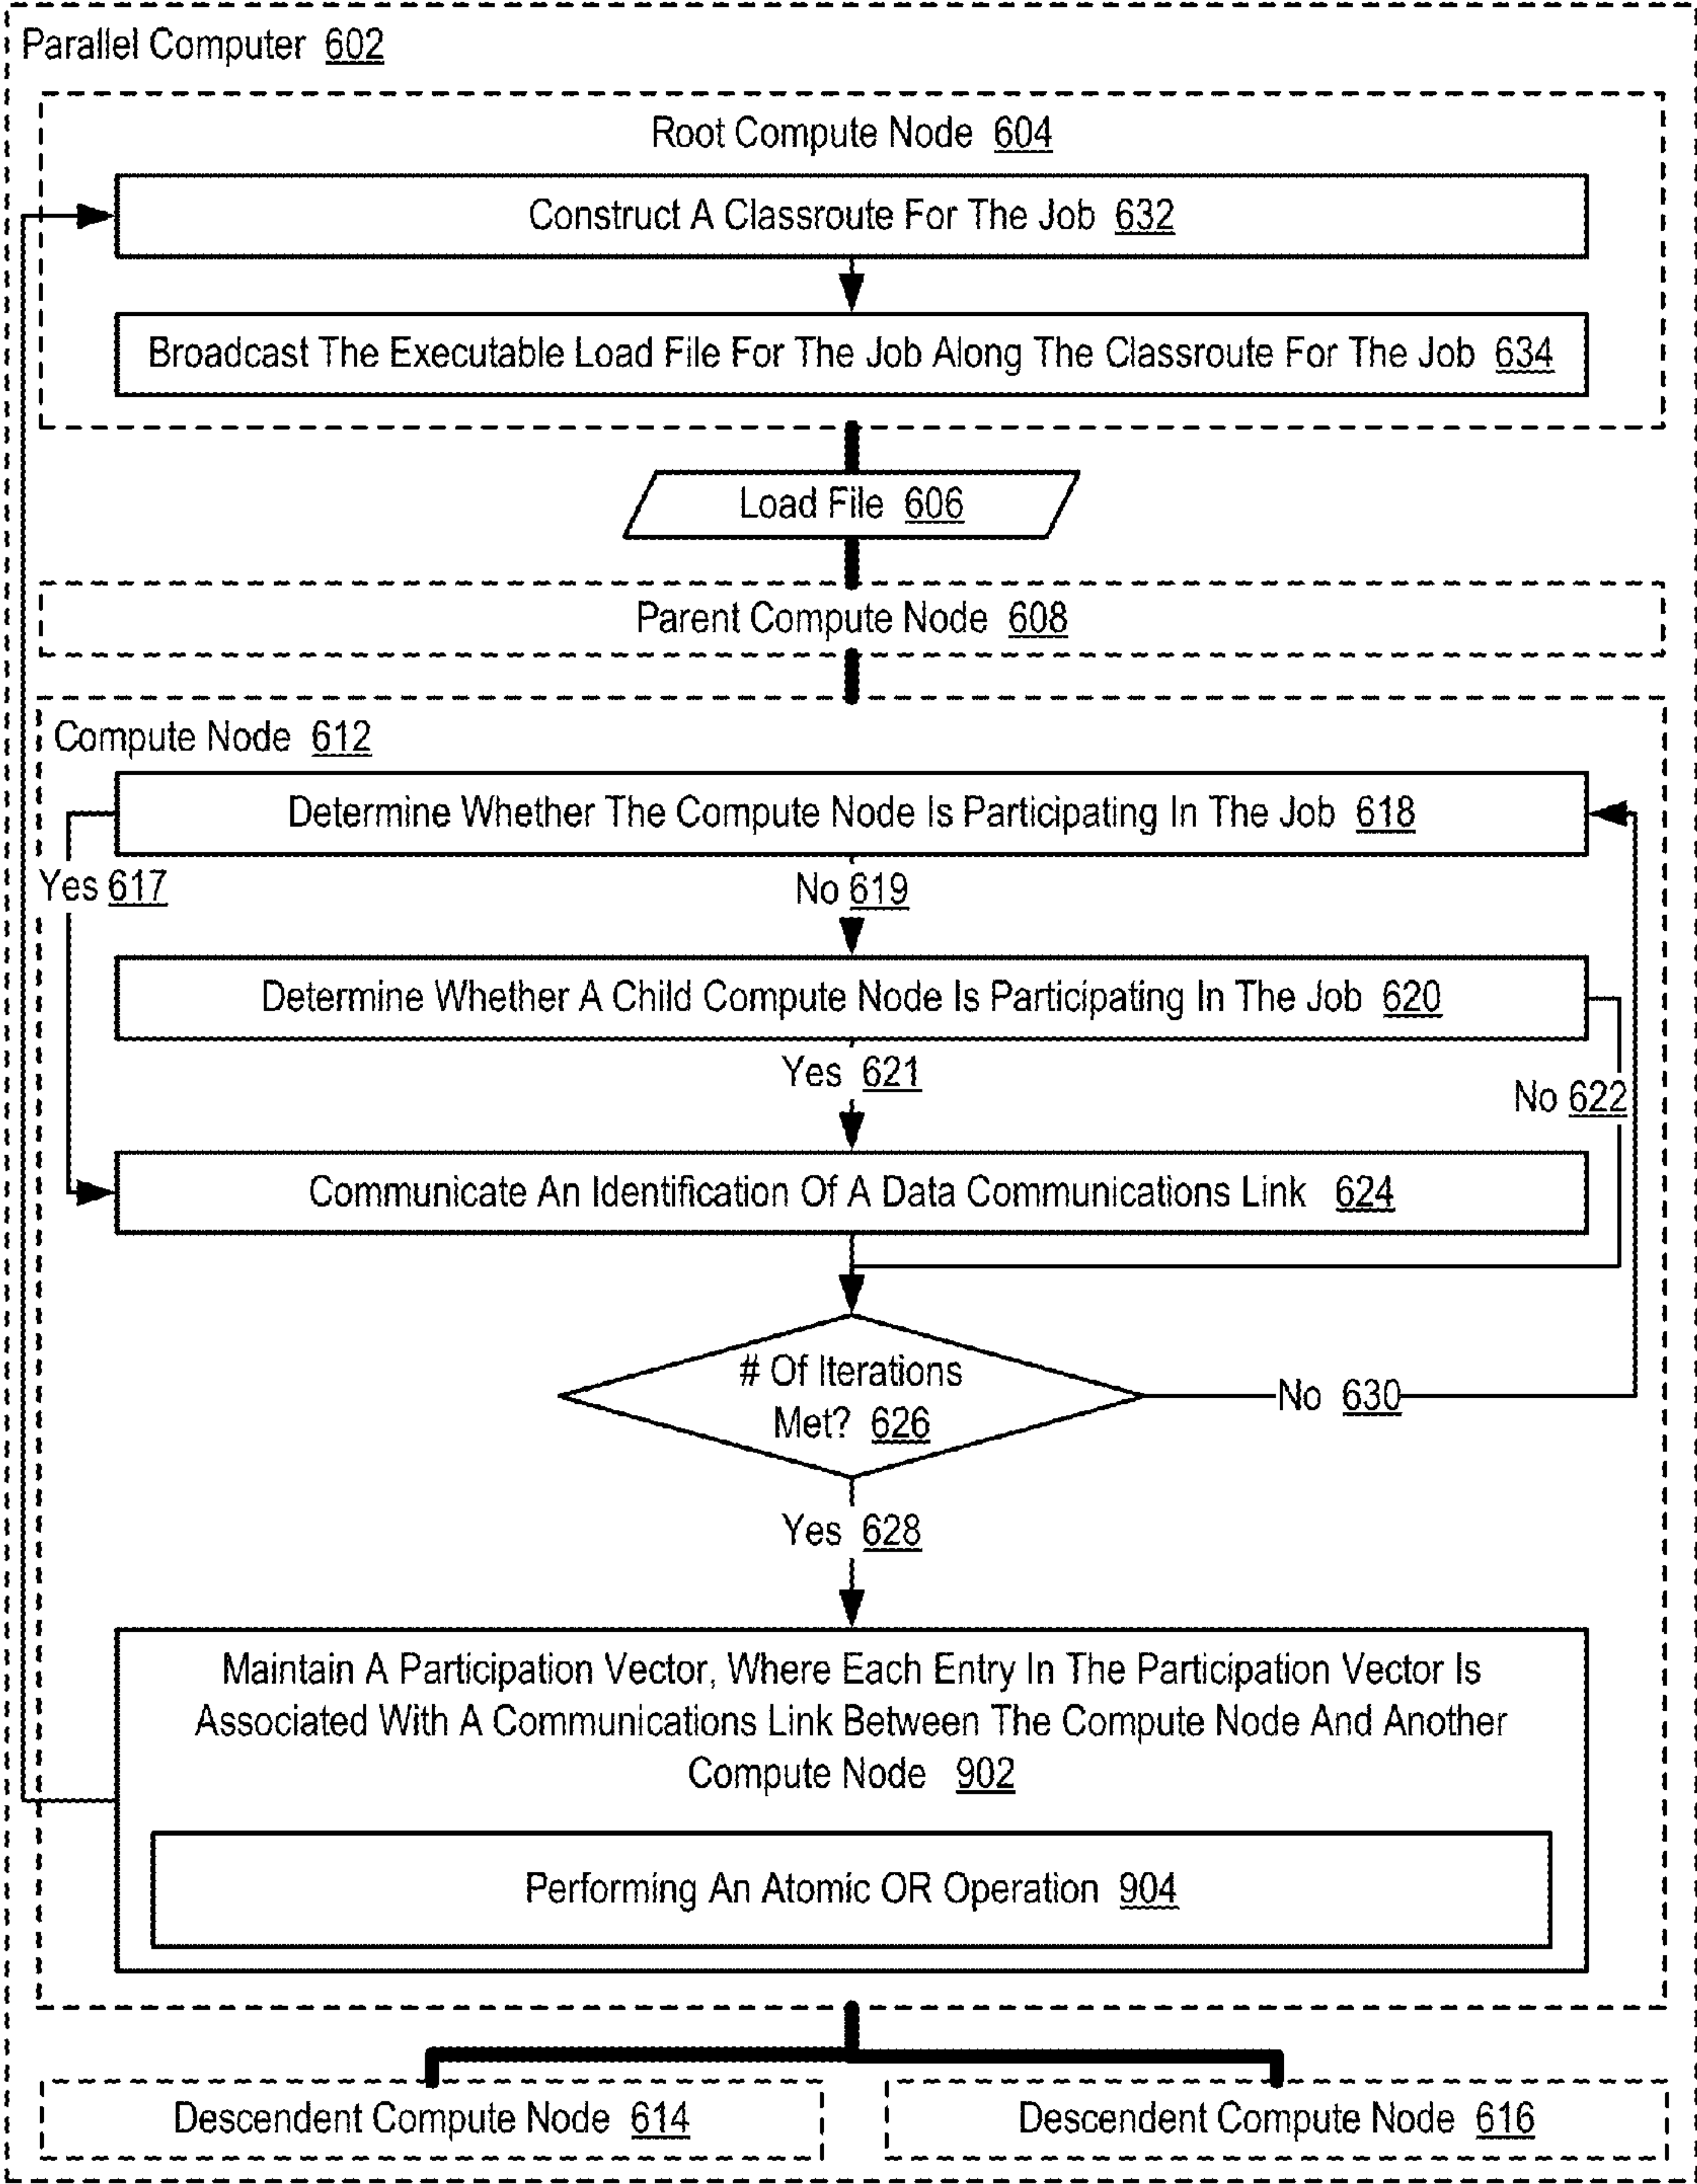 Parallel Computer 602
Root Compute Node 604
Construct A Classroute For The Job 632
Broadcast The Executable Load File For The Job Along The Classroute For The Job 634
Load File 606
Parent Compute Node 608
Compute Node 612
Determine Whether The Compute Node Is Participating In The Job 618
Yes 617
No 619
Determine Whether A Child Compute Node Is Participating In The Job 620
Yes 621
No 622
Communicate An Identification Of A Data Communications Link 624
# Of Iterations
Met? 626
No 630
Yes 628
Maintain A Participation Vector, Where Each Entry In The Participation Vector Is
Associated With A Communications Link Between The Compute Node And Another
Compute Node 902
Performing An Atomic OR Operation 904
Descendent Compute Node 614
Descendent Compute Node 616